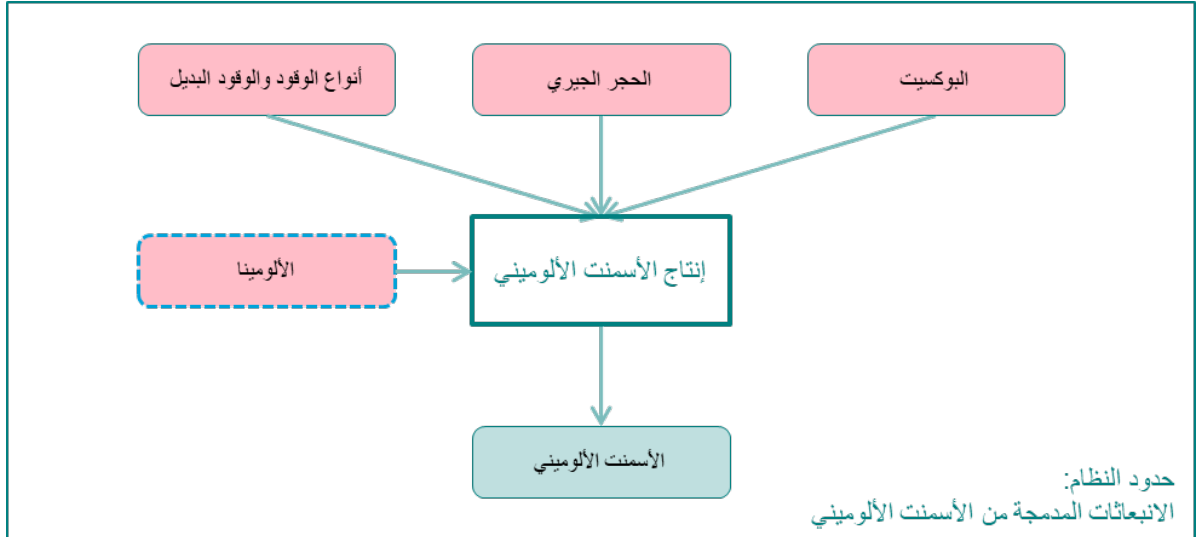 البوكسيت
الحجر الجيري
أنواع الوقود والوقود البديل
إنتاج الأسمنت الألوميني
الألومينا
الأسمنت الألوميني
حدود النظام:
الانبعاثات المدمجة من الأسمنت الألوميني